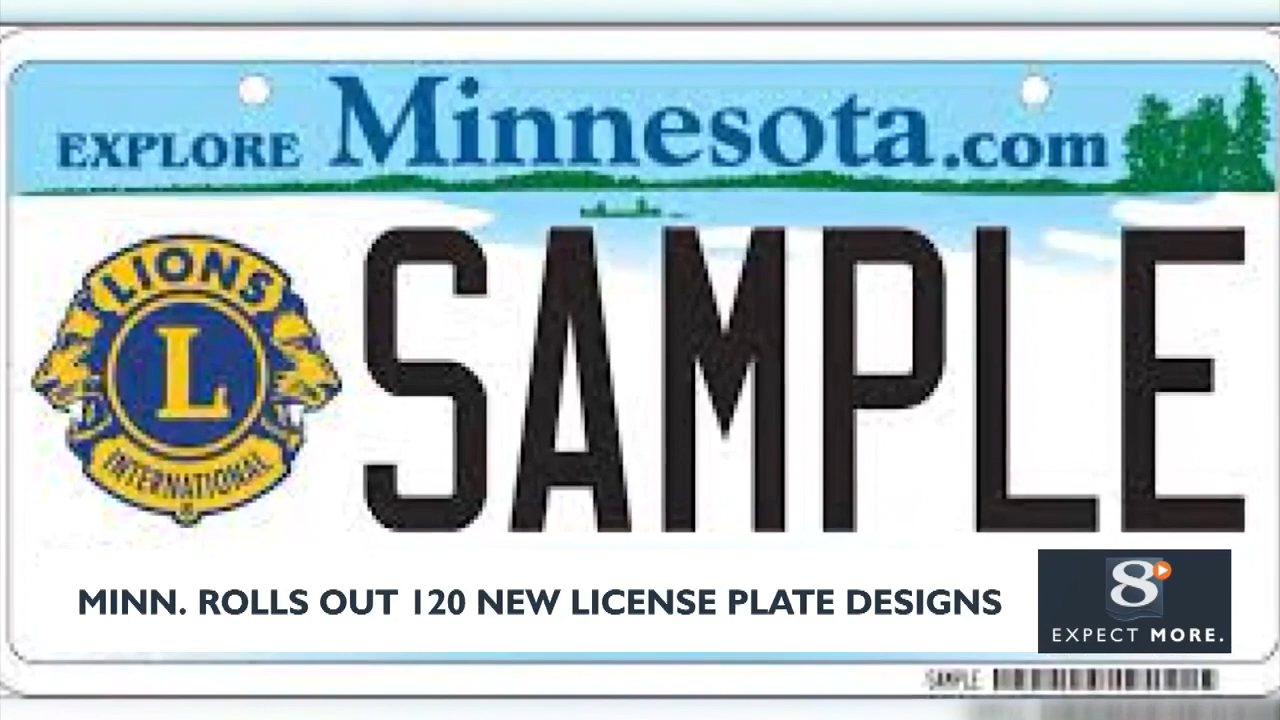 EXPLORE Minnesota.com
LIONS
L
INTERNATIONAL
®
SAMPLE
MINN. ROLLS OUT 120 NEW LICENSE PLATE DESIGNS
8
EXPECT MORE.
SAMPLE